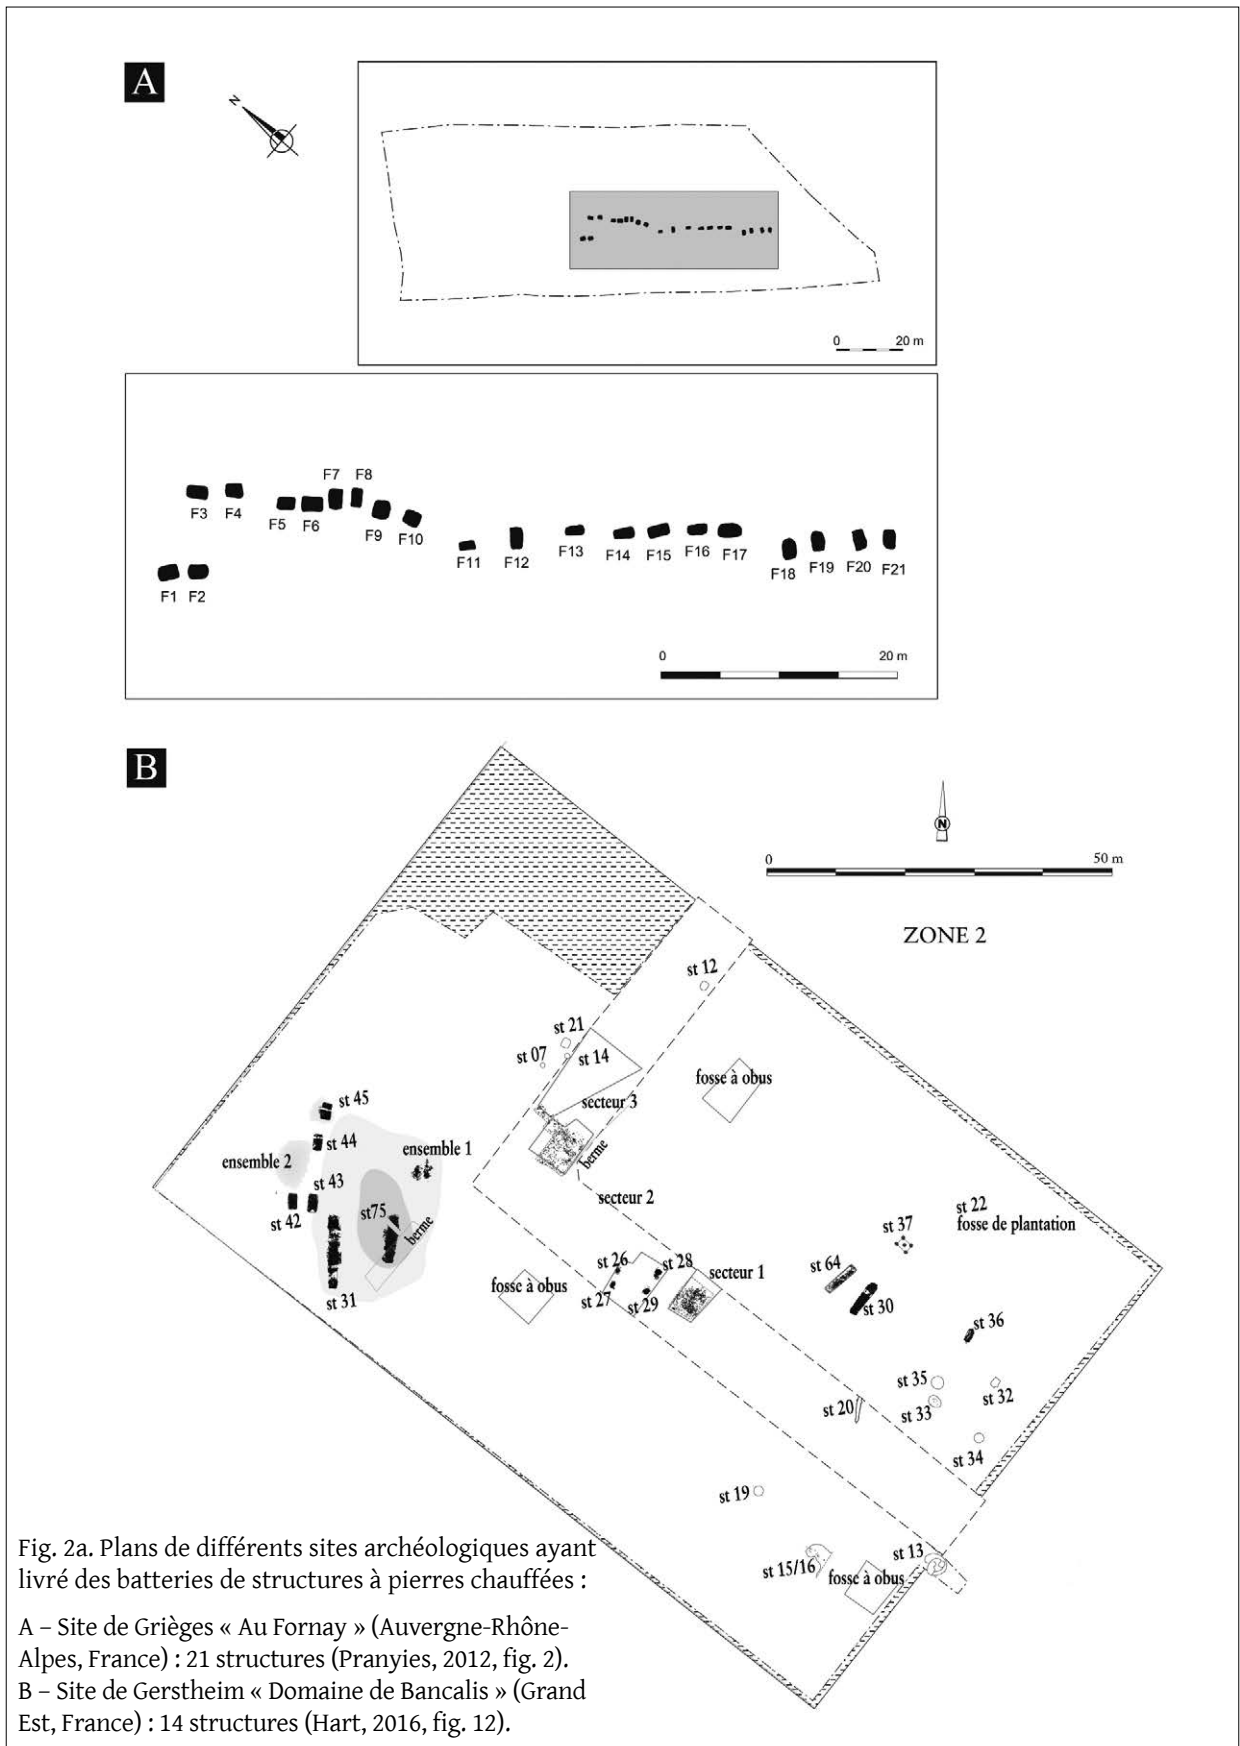 A
N
0 20 m
F7 F8
F3 F4 F5 F6 F9 F10
F11 F12 F13 F14 F15 F16 F17
F18 F19 F20 F21
F1 F2
0 20 m
B
N
0 50 m
ZONE 2
st 12
st 21
st 07 st 14
fosse à obus
secteur 3
st 45
st 44
berme
ensemble 1
ensemble 2
st 43
secteur 2
st 22
fosse de plantation
st 42
st75
berme
st 37
st 64
st 26 st 28
secteur 1
fosse à obus
st 27 st 29
st 31
st 30
st 36
st 35
st 32
st 20
st 33
st 34
st 19
st 13
st 15/16
fosse à obus
Fig. 2a. Plans de différents sites archéologiques ayant
livré des batteries de structures à pierres chauffées :
A – Site de Grièges « Au Fornay » (Auvergne-Rhône-
Alpes, France) : 21 structures (Pranyies, 2012, fig. 2).
B – Site de Gerstheim « Domaine de Bancalis » (Grand
Est, France) : 14 structures (Hart, 2016, fig. 12).